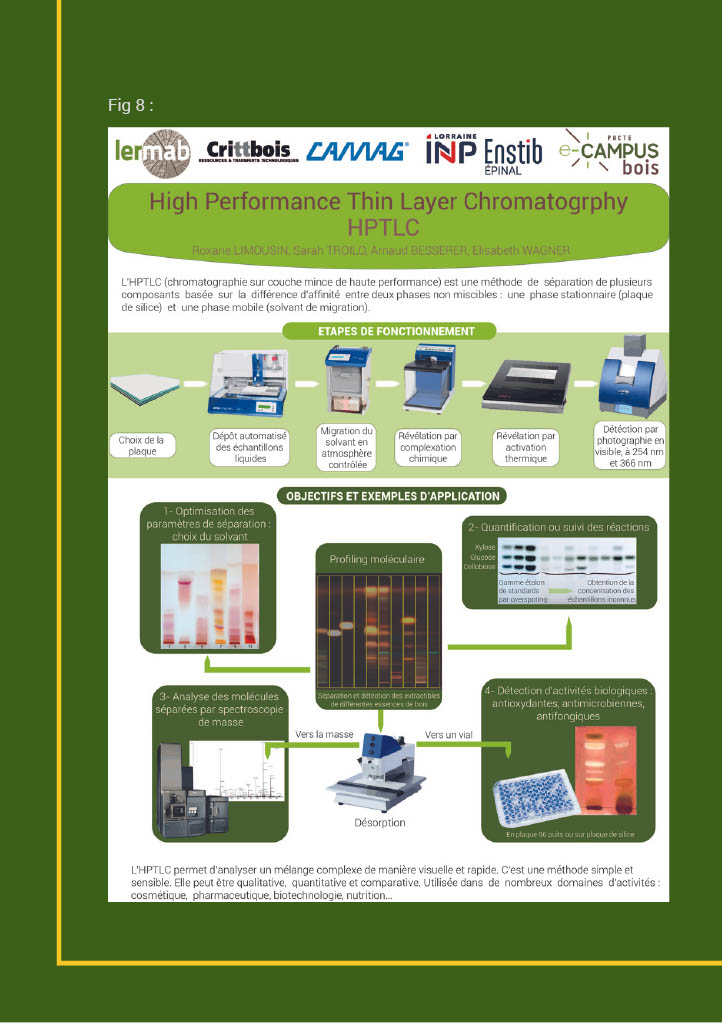 Fig 8 :
lermab
Crittbois
RESSOURCES & TRANSFERTS TECHNOLOGIQUES
CAMAG®
LORRAINE
INP
Enstib
ÉPINAL
PACTE
e-CAMPUS
bois
High Performance Thin Layer Chromatogrphy
HPTLC
Roxane LIMOUSIN, Sarah TROILO, Arnaud BESSERER, Elisabeth WAGNER
L'HPTLC (chromatographie sur couche mince de haute performance) est une méthode de séparation de plusieurs
composants basée sur la différence d'affinité entre deux phases non miscibles : une phase stationnaire (plaque
de silice) et une phase mobile (solvant de migration).
ETAPES DE FONCTIONNEMENT
Choix de la
plaque
Dépôt automatisé
des échantillons
liquides
Migration du
solvant en
atmosphère
contrôlée
Révélation par
complexation
chimique
Révélation par
activation
thermique
Détéction par
photographie en
visible, à 254 nm
et 366 nm
OBJECTIFS ET EXEMPLES D'APPLICATION
1- Optimisation des
paramètres de séparation :
choix du solvant
Profiling moléculaire
Séparation et détection des extractibles
de différentes essences de bois
2- Quantification ou suivi des réactions
Xylose
Glucose
Cellobiose
Gamme étalon
de standards
par overspoting
Obtention de la
concentration des
échantillons inconnus
3- Analyse des molécules
séparées par spectroscopie
de masse
Vers la masse
Vers un vial
Désorption
4- Détection d'activités biologiques :
antioxydantes, antimicrobiennes,
antifongiques
En plaque 96 puits ou sur plaque de silice
L'HPTLC permet d'analyser un mélange complexe de manière visuelle et rapide. C'est une méthode simple et
sensible. Elle peut être qualitative, quantitative et comparative. Utilisée dans de nombreux domaines d'activités :
cosmétique, pharmaceutique, biotechnologie, nutrition...